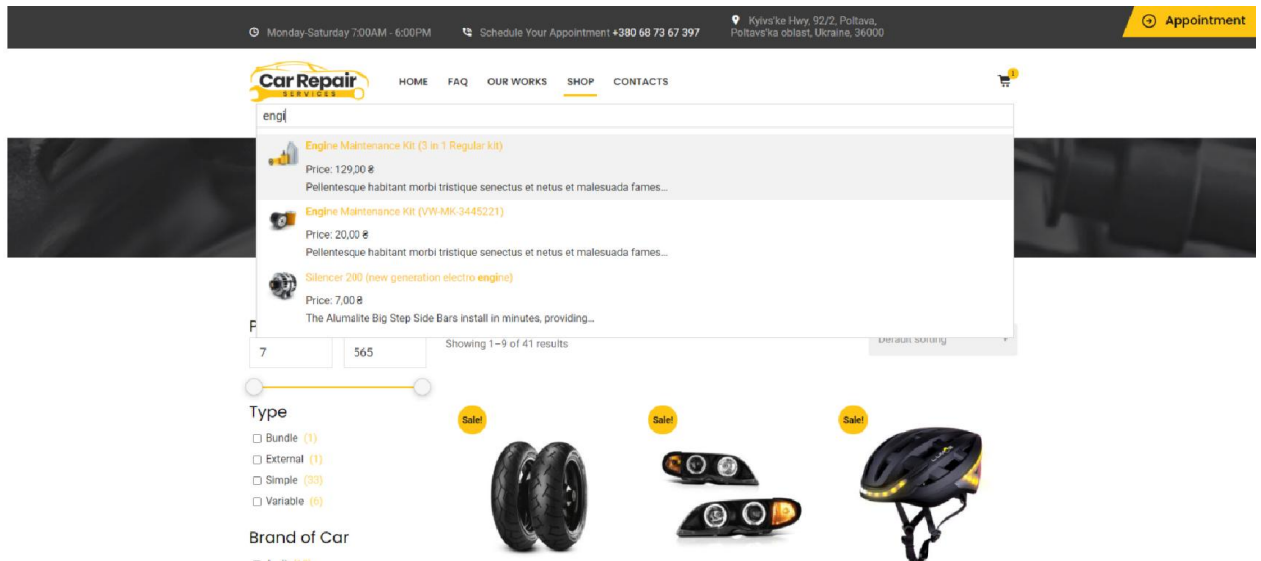 Monday-Saturday 7:00AM - 6:00PM
Schedule Your Appointment +380 68 73 67 397
Kyivs'ke Hwy, 92/2, Poltava,
Poltavs'ka oblast, Ukraine, 36000
Appointment
Car Repair
SERVICES
HOME FAQ OUR WORKS SHOP CONTACTS
1
engi
Engine Maintenance Kit (3 in 1 Regular kit)
Price: 129,00 ₴
Pellentesque habitant morbi tristique senectus et netus et malesuada fames...
Engine Maintenance Kit (VW-MK-3445221)
Price: 20,00 ₴
Pellentesque habitant morbi tristique senectus et netus et malesuada fames...
Silencer 200 (new generation electro engine)
Price: 7,00 ₴
The Alumalite Big Step Side Bars install in minutes, providing...
7 565
Showing 1–9 of 41 results
Default sorting
Type
Bundle (1)
External (1)
Simple (33)
Variable (6)
Brand of Car
Sale!
Sale!
Sale!